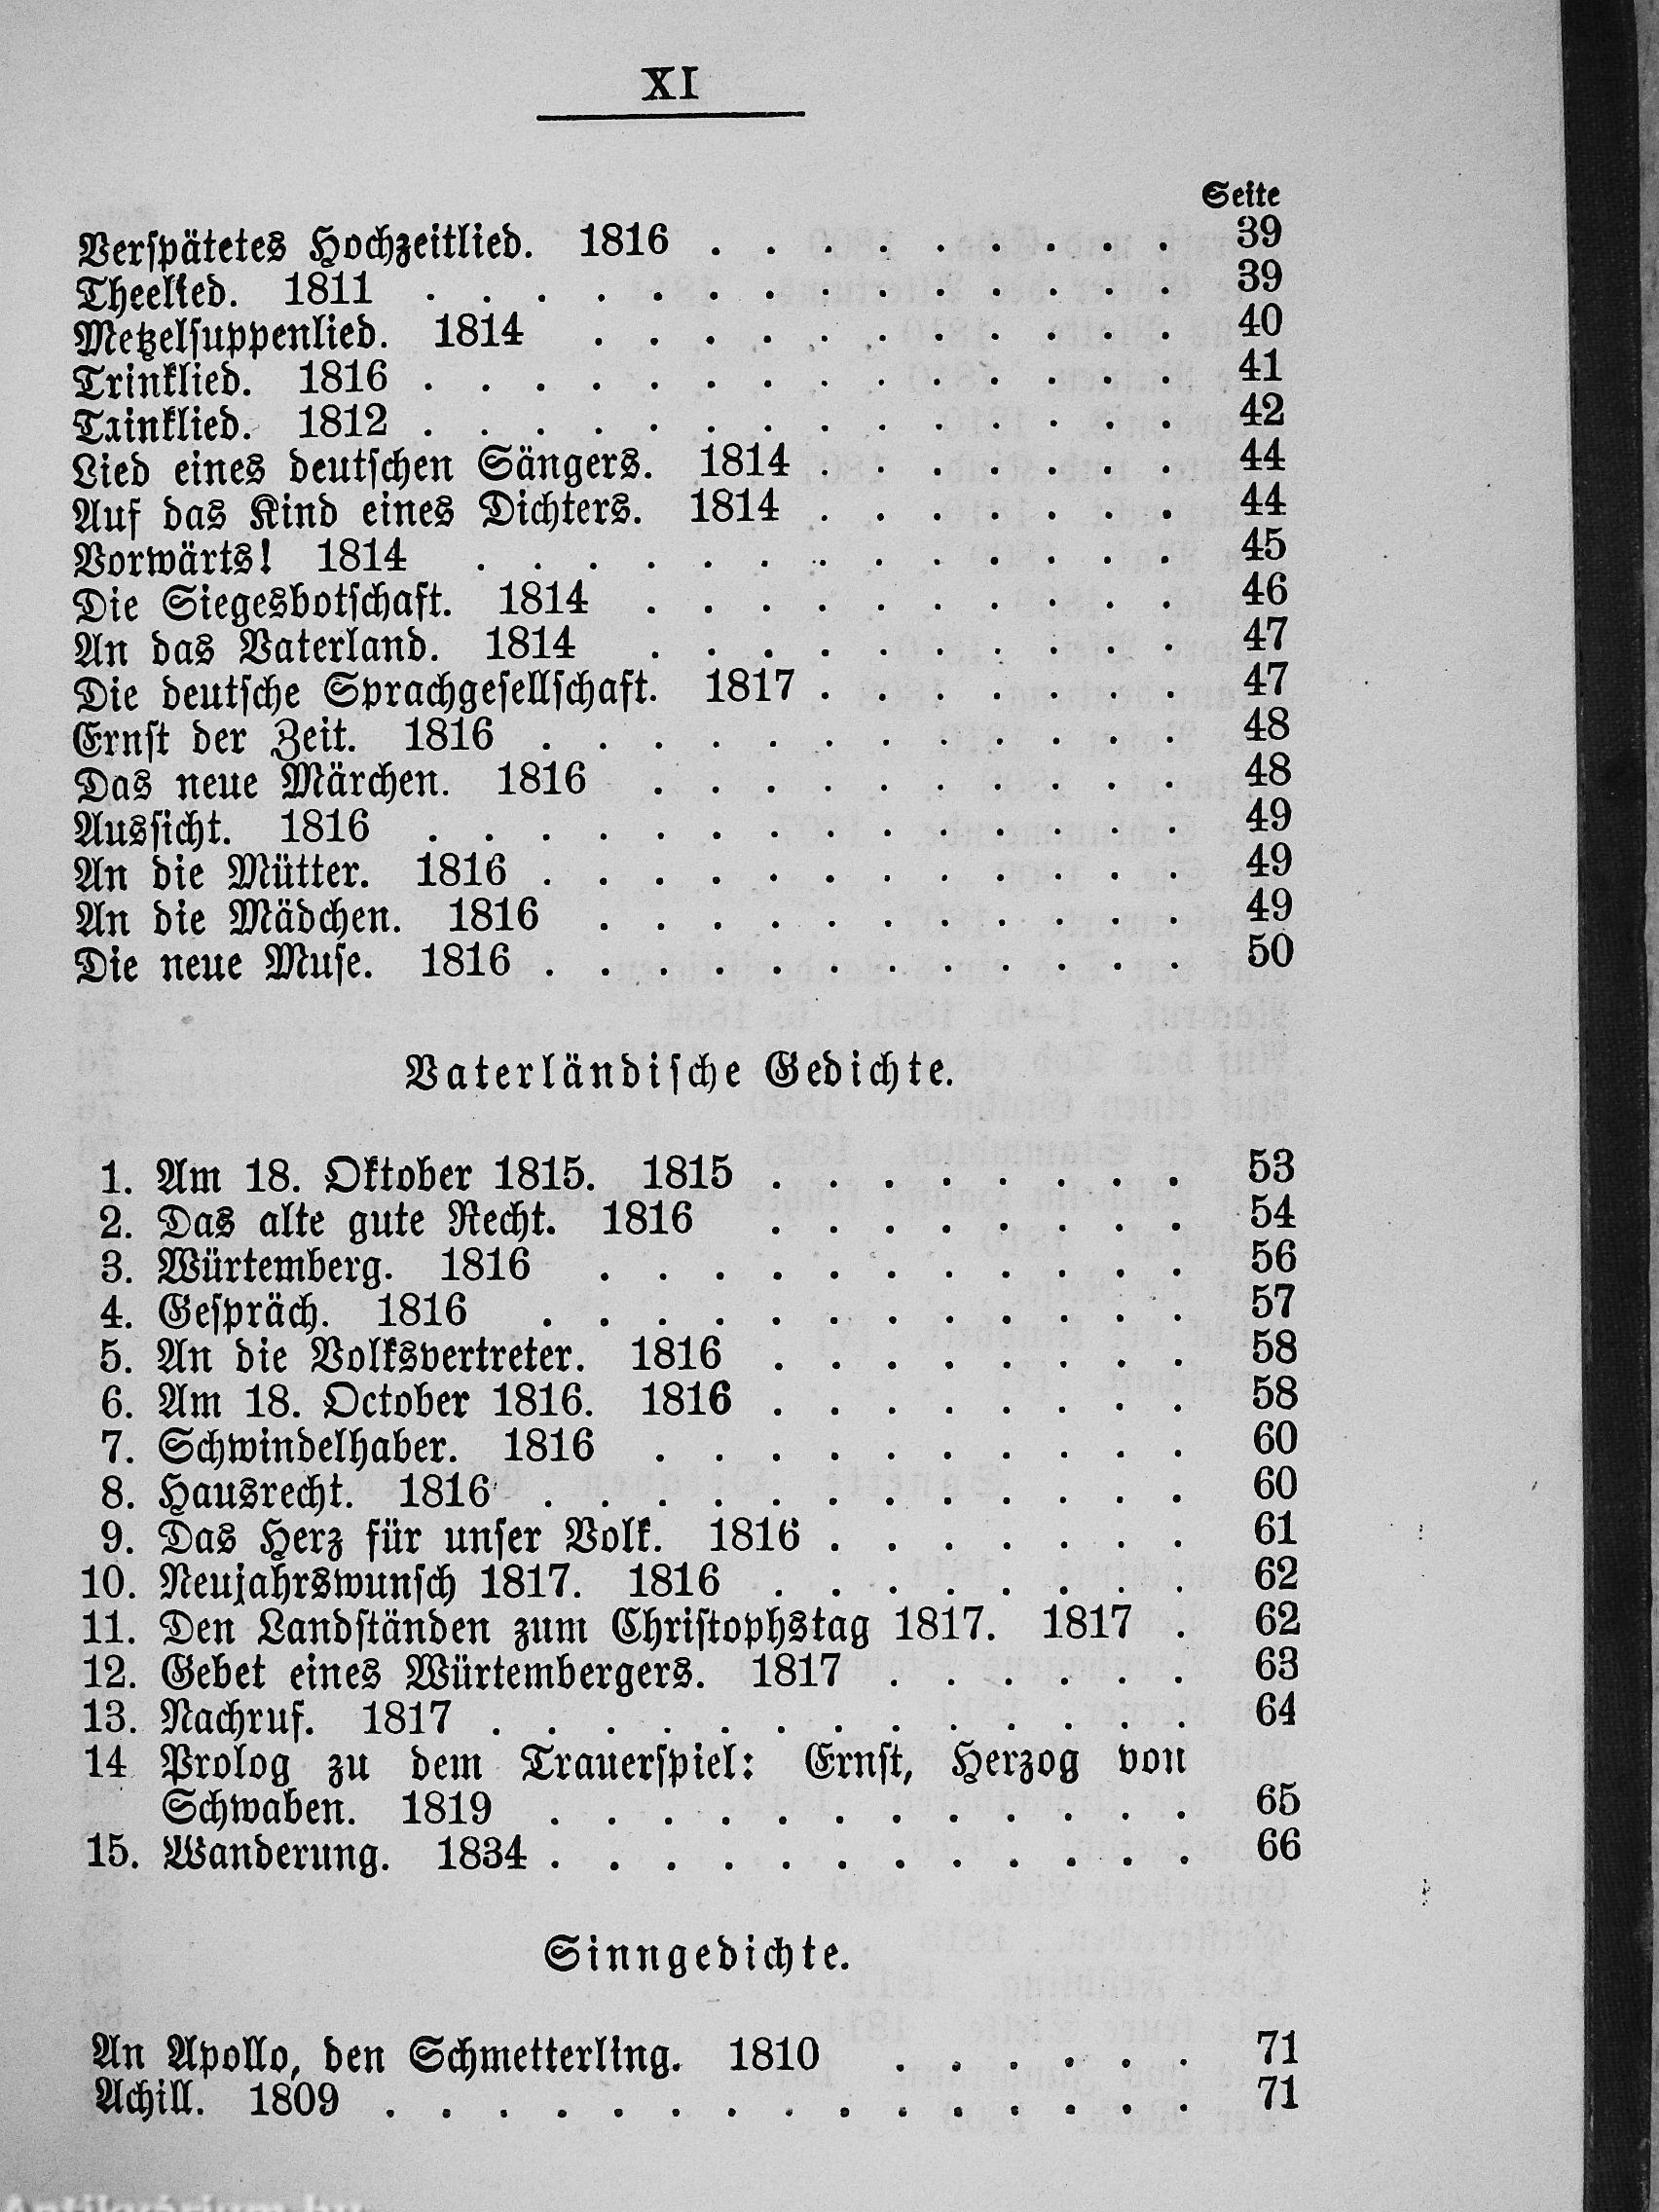 XI
Seite
Verspätetes Hochzeitlied. 1816 . . . . . . . . . 39
Theelied. 1811 . . . . . . . . . . . . . . 39
Metzelsuppenlied. 1814 . . . . . . . . . . . 40
Trinklied. 1816 . . . . . . . . . . . . . . 41
Trinklied. 1812 . . . . . . . . . . . . . . 42
Lied eines deutschen Sängers. 1814 . . . . . . . 44
Auf das Kind eines Dichters. 1814 . . . . . . . 44
Vorwärts! 1814 . . . . . . . . . . . . . 45
Die Siegesbotschaft. 1814 . . . . . . . . . . 46
An das Vaterland. 1814 . . . . . . . . . . 47
Die deutsche Sprachgesellschaft. 1817 . . . . . . . 47
Ernst der Zeit. 1816 . . . . . . . . . . . . 48
Das neue Märchen. 1816 . . . . . . . . . . 48
Aussicht. 1816 . . . . . . . . . . . . . . 49
An die Mütter. 1816 . . . . . . . . . . . . 49
An die Mädchen. 1816 . . . . . . . . . . . 49
Die neue Muse. 1816 . . . . . . . . . . . . 50
Vaterländische Gedichte.
1. Am 18. Oktober 1815. 1815 . . . . . . . . 53
2. Das alte gute Recht. 1816 . . . . . . . . 54
3. Würtemberg. 1816 . . . . . . . . . . . 56
4. Gespräch. 1816 . . . . . . . . . . . . 57
5. An die Volksvertreter. 1816 . . . . . . . . 58
6. Am 18. October 1816. 1816 . . . . . . . . 58
7. Schwindelhaber. 1816 . . . . . . . . . . 60
8. Hausrecht. 1816 . . . . . . . . . . . . 60
9. Das Herz für unser Volk. 1816 . . . . . . . 61
10. Neujahrswunsch 1817. 1816 . . . . . . . . 62
11. Den Landständen zum Christophstag 1817. 1817 . 62
12. Gebet eines Würtembergers. 1817 . . . . . . 63
13. Nachruf. 1817 . . . . . . . . . . . . . 64
14 Prolog zu dem Trauerspiel: Ernst, Herzog von
Schwaben. 1819 . . . . . . . . . . . . 65
15. Wanderung. 1834 . . . . . . . . . . . . 66
Sinngedichte.
An Apollo, den Schmetterling. 1810 . . . . . . 71
Achill. 1809 . . . . . . . . . . . . . . . 71